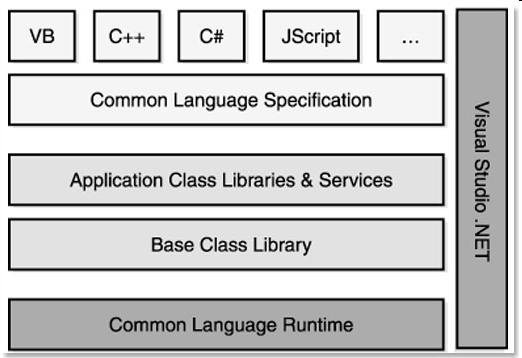 VB
C++
C#
JScript
...
Common Language Specification
Application Class Libraries & Services
Base Class Library
Common Language Runtime
Visual Studio .NET